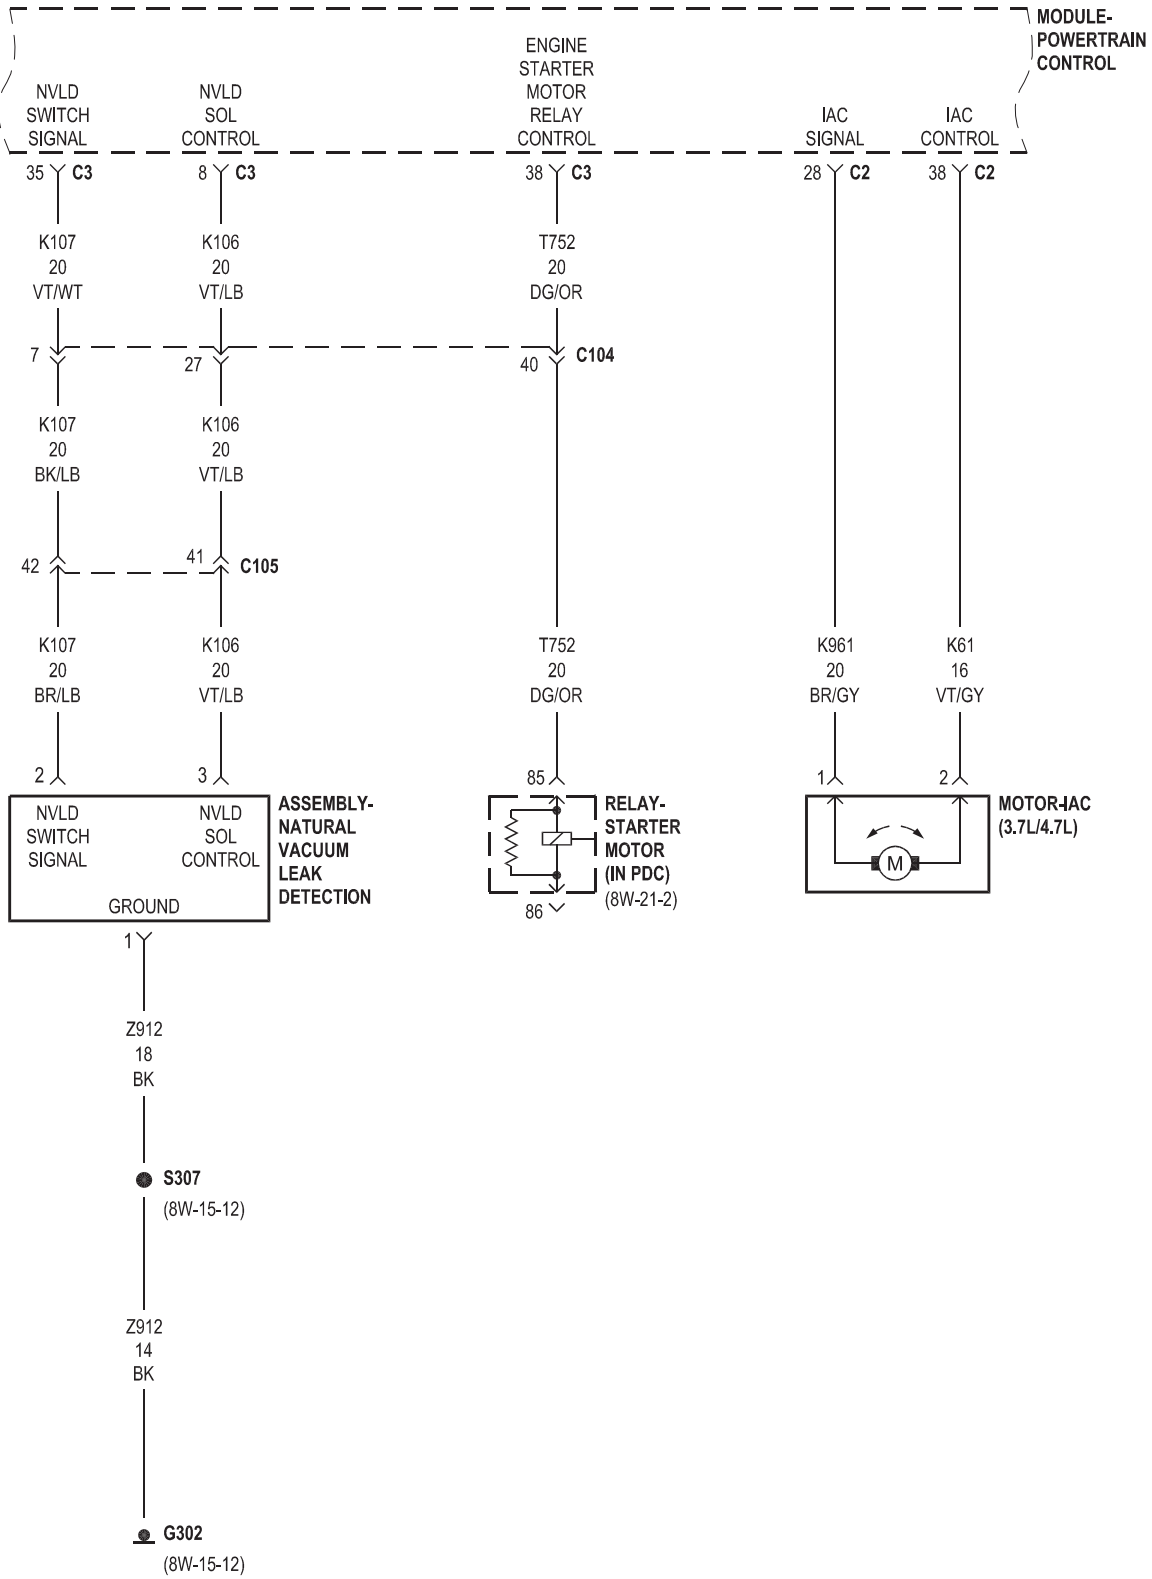 MODULE-
POWERTRAIN
CONTROL
NVLD
SWITCH
SIGNAL
NVLD
SOL
CONTROL
ENGINE
STARTER
MOTOR
RELAY
CONTROL
IAC
SIGNAL
IAC
CONTROL
35 C3
8 C3
38 C3
28 C2
38 C2
K107
20
VT/WT
K106
20
VT/LB
T752
20
DG/OR
7
27
40
C104
K107
20
BK/LB
K106
20
VT/LB
42
41
C105
K107
20
BR/LB
K106
20
VT/LB
T752
20
DG/OR
K961
20
BR/GY
K61
16
VT/GY
2
3
85
1
2
NVLD
SWITCH
SIGNAL
NVLD
SOL
CONTROL
GROUND
ASSEMBLY-
NATURAL
VACUUM
LEAK
DETECTION
RELAY-
STARTER
MOTOR
(IN PDC)
(8W-21-2)
86
M
MOTOR-IAC
(3.7L/4.7L)
1
Z912
18
BK
S307
(8W-15-12)
Z912
14
BK
G302
(8W-15-12)